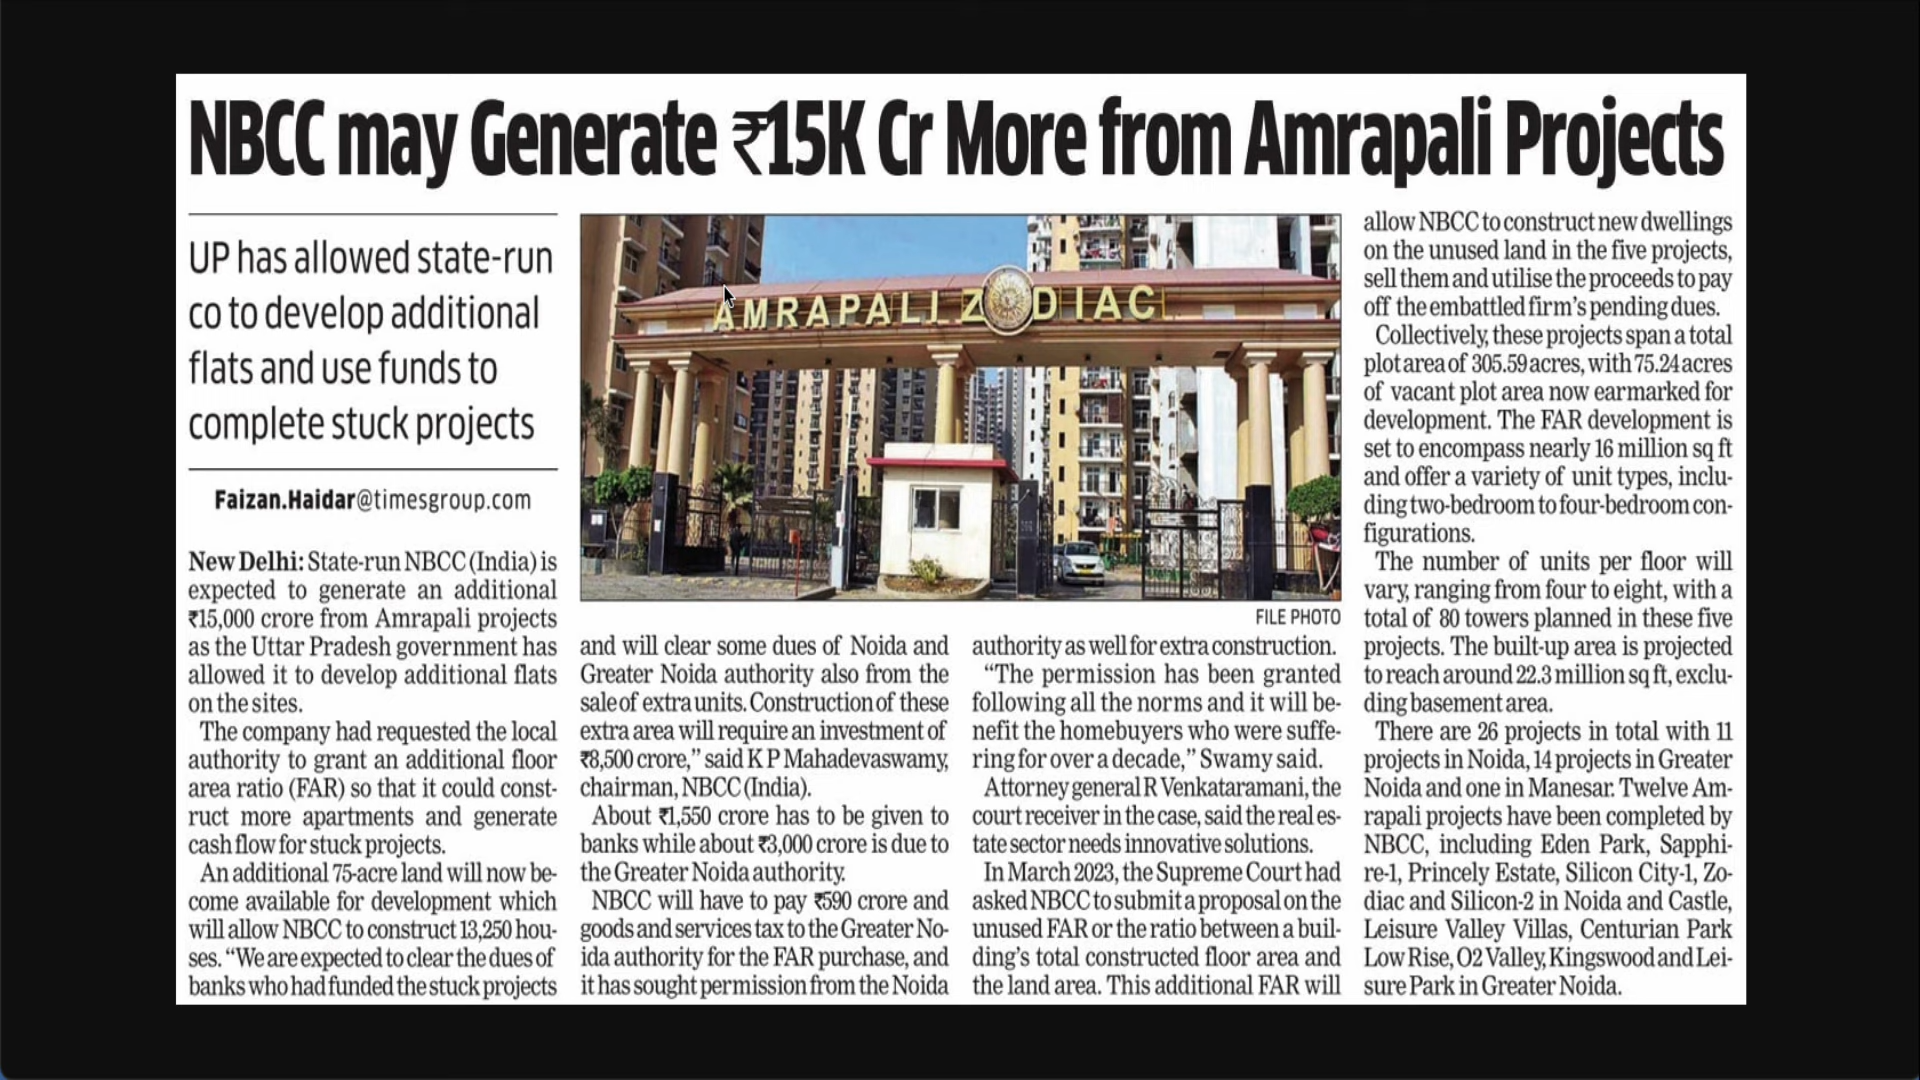 NBCC may Generate ₹15K Cr More from Amrapali Projects
UP has allowed state-run
co to develop additional
flats and use funds to
complete stuck projects
Faizan.Haidar@timesgroup.com
New Delhi: State-run NBCC (India) is
expected to generate an additional
₹15,000 crore from Amrapali projects
as the Uttar Pradesh government has
allowed it to develop additional flats
on the sites.
The company had requested the local
authority to grant an additional floor
area ratio (FAR) so that it could const-
ruct more apartments and generate
cash flow for stuck projects.
An additional 75-acre land will now be-
come available for development which
will allow NBCC to construct 13,250 hou-
ses. “We are expected to clear the dues of
banks who had funded the stuck projects
AMRAPALI ZODIAC
FILE PHOTO
and will clear some dues of Noida and
Greater Noida authority also from the
sale of extra units. Construction of these
extra area will require an investment of
₹8,500 crore,” said K P Mahadevaswamy,
chairman, NBCC (India).
About ₹1,550 crore has to be given to
banks while about ₹3,000 crore is due to
the Greater Noida authority.
NBCC will have to pay ₹590 crore and
goods and services tax to the Greater No-
ida authority for the FAR purchase, and
it has sought permission from the Noida
authority as well for extra construction.
“The permission has been granted
following all the norms and it will be-
nefit the homebuyers who were suffe-
ring for over a decade,” Swamy said.
Attorney general R Venkataramani, the
court receiver in the case, said the real es-
tate sector needs innovative solutions.
In March 2023, the Supreme Court had
asked NBCC to submit a proposal on the
unused FAR or the ratio between a buil-
ding’s total constructed floor area and
the land area. This additional FAR will
allow NBCC to construct new dwellings
on the unused land in the five projects,
sell them and utilise the proceeds to pay
off the embattled firm’s pending dues.
Collectively, these projects span a total
plot area of 305.59 acres, with 75.24 acres
of vacant plot area now earmarked for
development. The FAR development is
set to encompass nearly 16 million sq ft
and offer a variety of unit types, inclu-
ding two-bedroom to four-bedroom con-
figurations.
The number of units per floor will
vary, ranging from four to eight, with a
total of 80 towers planned in these five
projects. The built-up area is projected
to reach around 22.3 million sq ft, exclu-
ding basement area.
There are 26 projects in total with 11
projects in Noida, 14 projects in Greater
Noida and one in Manesar. Twelve Am-
rapali projects have been completed by
NBCC, including Eden Park, Sapphi-
re-1, Princely Estate, Silicon City-1, Zo-
diac and Silicon-2 in Noida and Castle,
Leisure Valley Villas, Centurian Park
Low Rise, O2 Valley, Kingswood and Lei-
sure Park in Greater Noida.